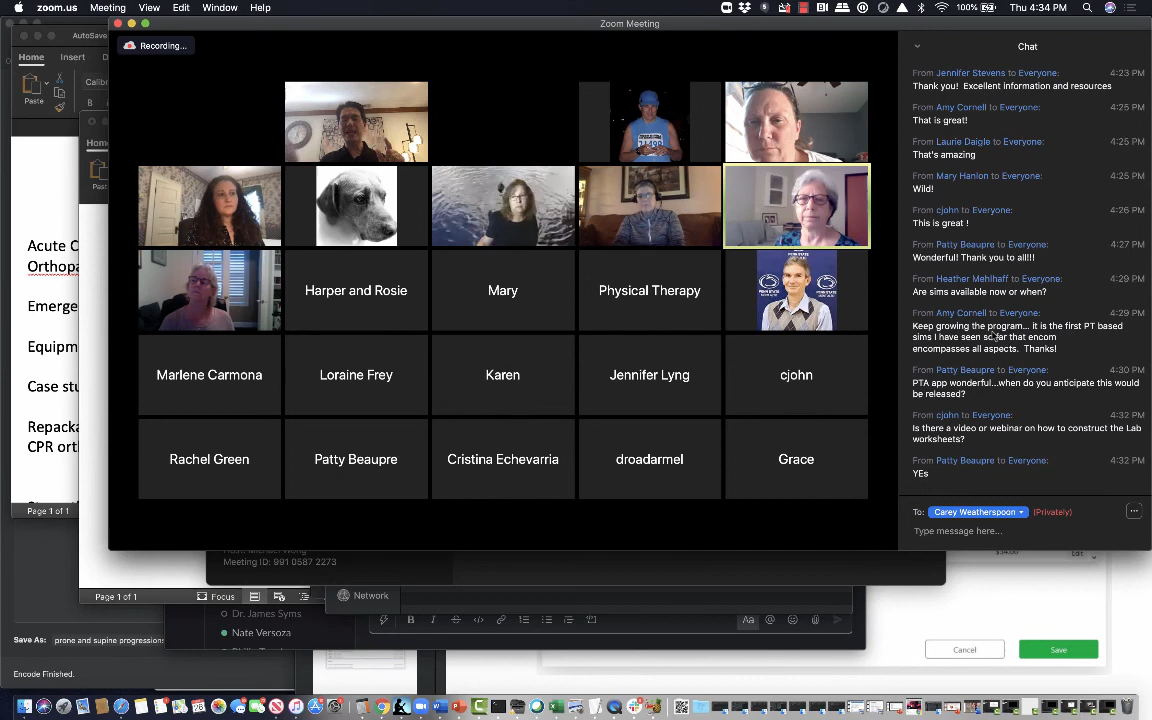 zoom.us Meeting View Edit Window Help
100% Thu 4:34 PM
AutoSave
Home Insert
Paste
Calibri
B
Page 1 of 1
Acute C
Orthopa
Emerge
Equipm
Case stu
Repacka
CPR orth
Zoom Meeting
Recording...
Harper and Rosie
Mary
Physical Therapy
Marlene Carmona
Loraine Frey
Karen
Jennifer Lyng
cjohn
Rachel Green
Patty Beaupre
Cristina Echevarria
droadarmel
Grace
Chat
From Jennifer Stevens to Everyone: 4:23 PM
Thank you! Excellent information and resources
From Amy Cornell to Everyone: 4:25 PM
That is great!
From Laurie Daigle to Everyone: 4:25 PM
That's amazing
From Mary Hanlon to Everyone: 4:25 PM
Wild!
From cjohn to Everyone: 4:26 PM
This is great !
From Patty Beaupre to Everyone: 4:27 PM
Wonderful! Thank you to all!!!
From Heather Mehlhaff to Everyone: 4:29 PM
Are sims available now or when?
From Amy Cornell to Everyone: 4:29 PM
Keep growing the program... it is the first PT based
sims I have seen so far that encom
encompasses all aspects. Thanks!
From Patty Beaupre to Everyone: 4:30 PM
PTA app wonderful...when do you anticipate this would
be released?
From cjohn to Everyone: 4:32 PM
Is there a video or webinar on how to construct the Lab
worksheets?
From Patty Beaupre to Everyone: 4:32 PM
YEs
To: Carey Weatherspoon (Privately)
Type message here...
Meeting ID: 991 0587 2273
Page 1 of 1 Focus
Network
Dr. James Syms
Nate Versoza
B
Aa
Edit
Cancel
Save
Save As: prone and supine progressions
Encode Finished.